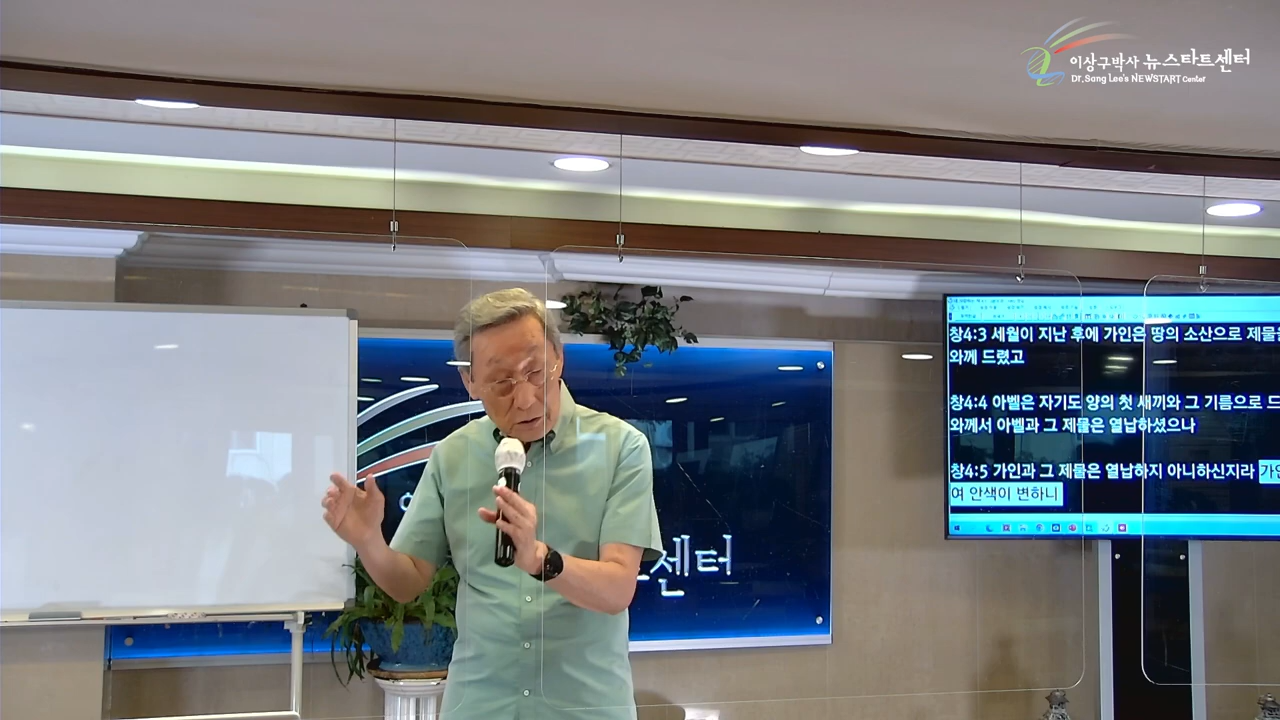 이상구박사 뉴스타트센터
Dr. Sang Lee's NEWSTART Center
창4:3 세월이 지난 후에 가인은 땅의 소산으로 제물을
와께 드렸고
창4:4 아벨은 자기도 양의 첫 새끼와 그 기름으로 드
와께서 아벨과 그 제물은 열납하셨으나
창4:5 가인과 그 제물은 열납하지 아니하신지라 가인
여 안색이 변하니
센터